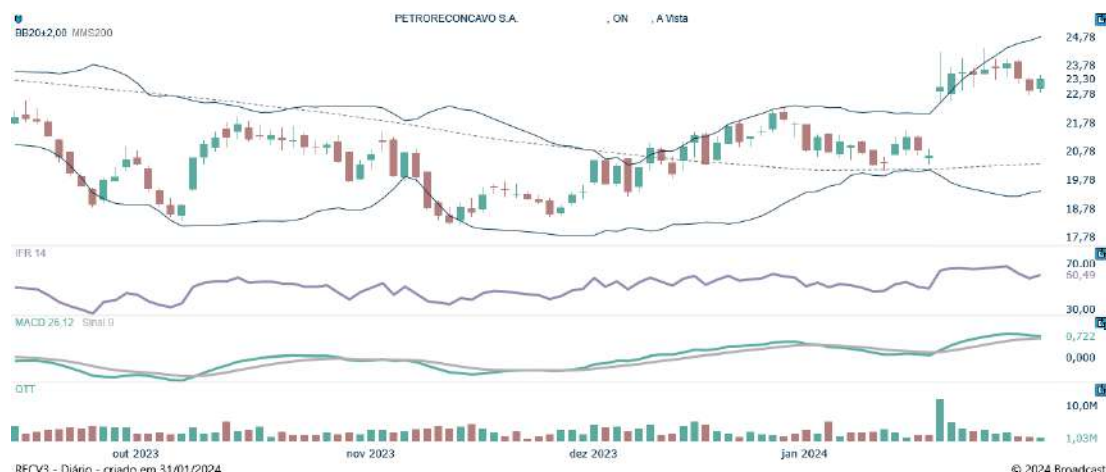 PETRORECONCAVO S.A. , ON , A Vista
BB20±2,00 MMS200
24,78
23,78
23,30
22,78
21,78
20,78
19,78
18,78
17,78
IFR 14
70,00
60,49
30,00
MACD 26,12 Sinal 9
0,722
0,000
QTT
10,0M
1,03M
out 2023 nov 2023 dez 2023 jan 2024
RECV3 - Diário - criado em 31/01/2024 © 2024 Broadcast